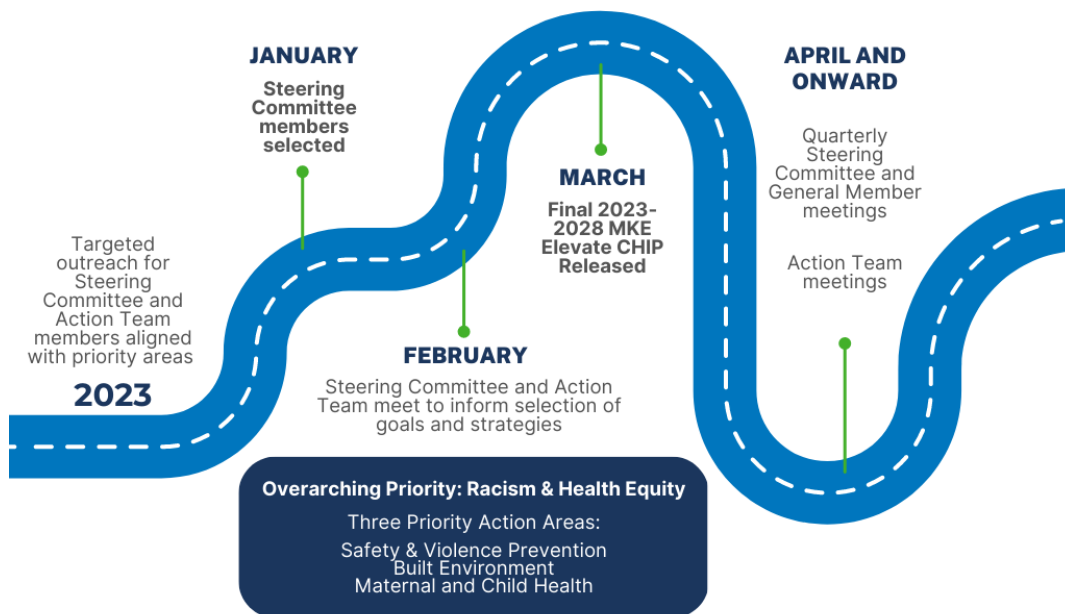 Targeted
outreach for
Steering
Committee and
Action Team
members aligned
with priority areas
2023
JANUARY
Steering
Committee
members
selected
FEBRUARY
Steering Committee and Action
Team meet to inform selection of
goals and strategies
MARCH
Final 2023-
2028 MKE
Elevate CHIP
Released
APRIL AND
ONWARD
Quarterly
Steering
Committee and
General Member
meetings
Action Team
meetings
Overarching Priority: Racism & Health Equity
Three Priority Action Areas:
Safety & Violence Prevention
Built Environment
Maternal and Child Health